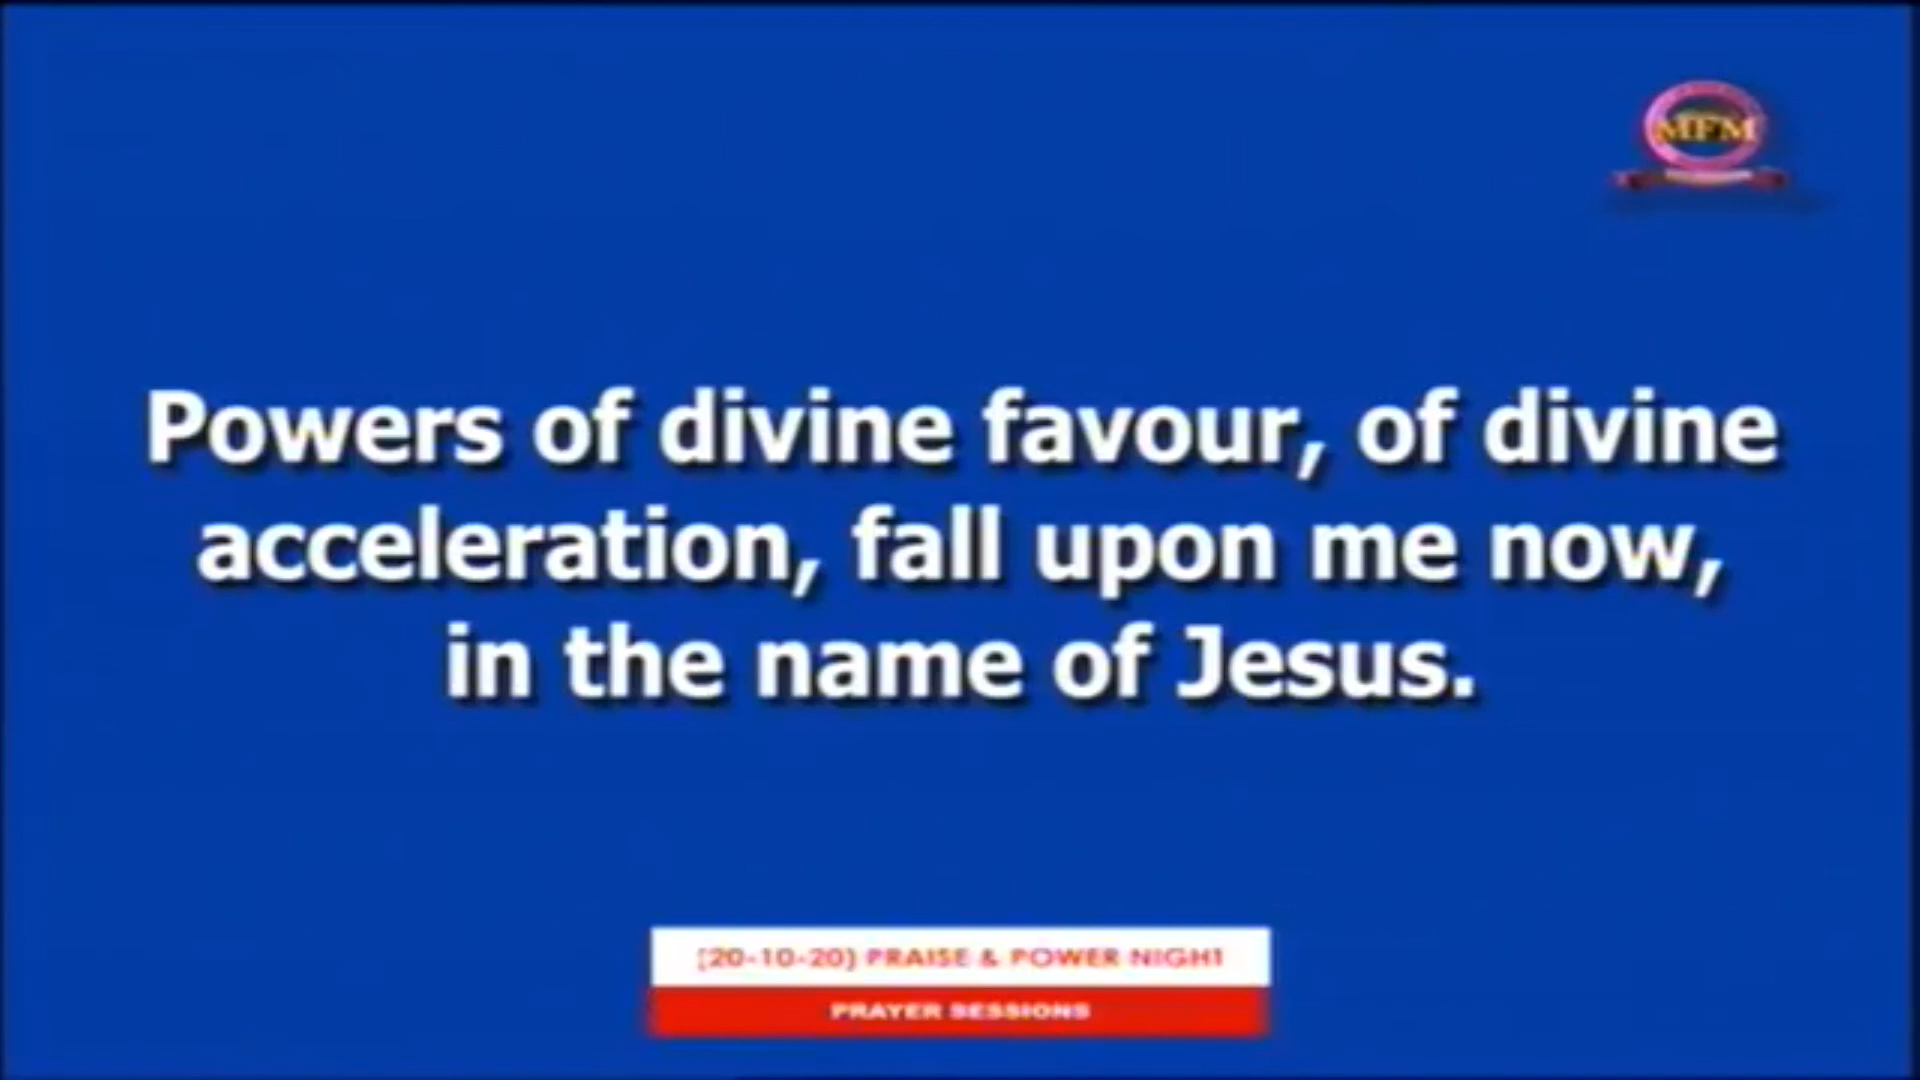 MFM
Powers of divine favour, of divine
acceleration, fall upon me now,
in the name of Jesus.
[20-10-20] PRAISE & POWER NIGHT
PRAYER SESSIONS